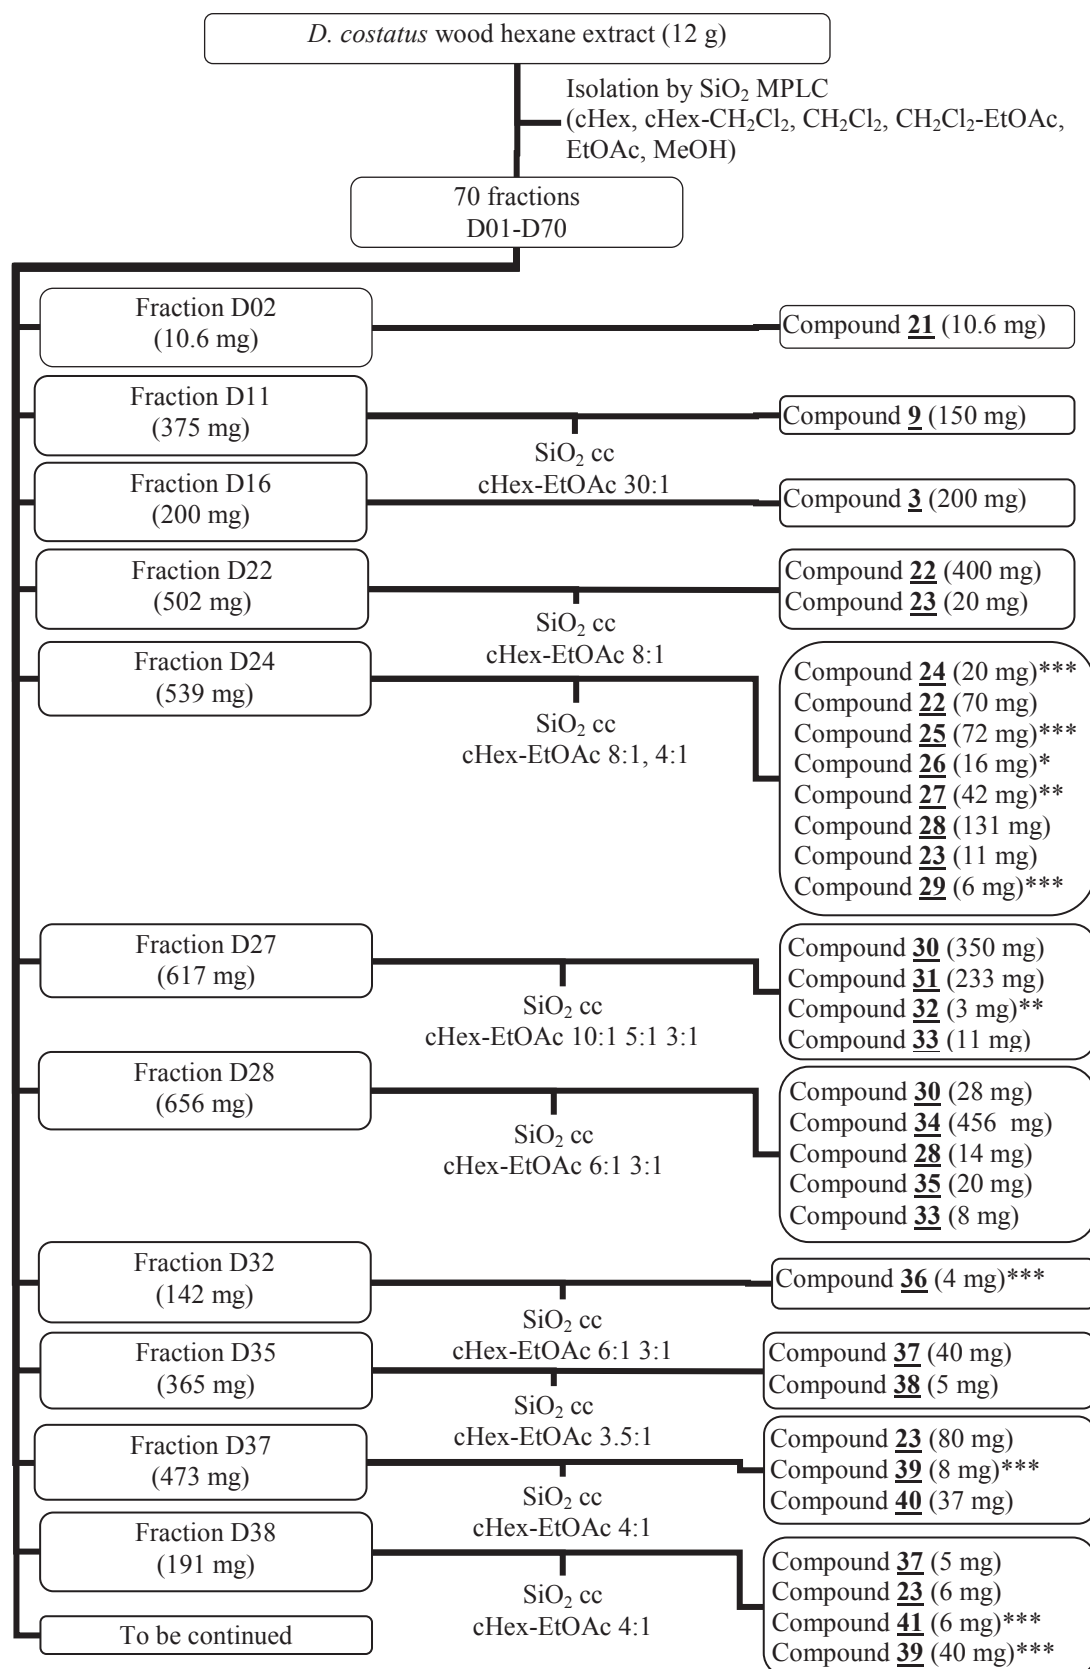 D. costatus wood hexane extract (12 g)
Isolation by SiO₂ MPLC
(cHex, cHex-CH₂Cl₂, CH₂Cl₂, CH₂Cl₂-EtOAc,
EtOAc, MeOH)
70 fractions
D01-D70
Fraction D02
(10.6 mg)
Compound 21 (10.6 mg)
Fraction D11
(375 mg)
SiO₂ cc
cHex-EtOAc 30:1
Compound 9 (150 mg)
Fraction D16
(200 mg)
Compound 3 (200 mg)
Fraction D22
(502 mg)
SiO₂ cc
cHex-EtOAc 8:1
Compound 22 (400 mg)
Compound 23 (20 mg)
Fraction D24
(539 mg)
SiO₂ cc
cHex-EtOAc 8:1, 4:1
Compound 24 (20 mg)***
Compound 22 (70 mg)
Compound 25 (72 mg)***
Compound 26 (16 mg)*
Compound 27 (42 mg)**
Compound 28 (131 mg)
Compound 23 (11 mg)
Compound 29 (6 mg)***
Fraction D27
(617 mg)
SiO₂ cc
cHex-EtOAc 10:1 5:1 3:1
Compound 30 (350 mg)
Compound 31 (233 mg)
Compound 32 (3 mg)**
Compound 33 (11 mg)
Fraction D28
(656 mg)
SiO₂ cc
cHex-EtOAc 6:1 3:1
Compound 30 (28 mg)
Compound 34 (456 mg)
Compound 28 (14 mg)
Compound 35 (20 mg)
Compound 33 (8 mg)
Fraction D32
(142 mg)
SiO₂ cc
cHex-EtOAc 6:1 3:1
Compound 36 (4 mg)***
Fraction D35
(365 mg)
SiO₂ cc
cHex-EtOAc 3.5:1
Compound 37 (40 mg)
Compound 38 (5 mg)
Fraction D37
(473 mg)
SiO₂ cc
cHex-EtOAc 4:1
Compound 23 (80 mg)
Compound 39 (8 mg)***
Compound 40 (37 mg)
Fraction D38
(191 mg)
SiO₂ cc
cHex-EtOAc 4:1
Compound 37 (5 mg)
Compound 23 (6 mg)
Compound 41 (6 mg)***
Compound 39 (40 mg)***
To be continued